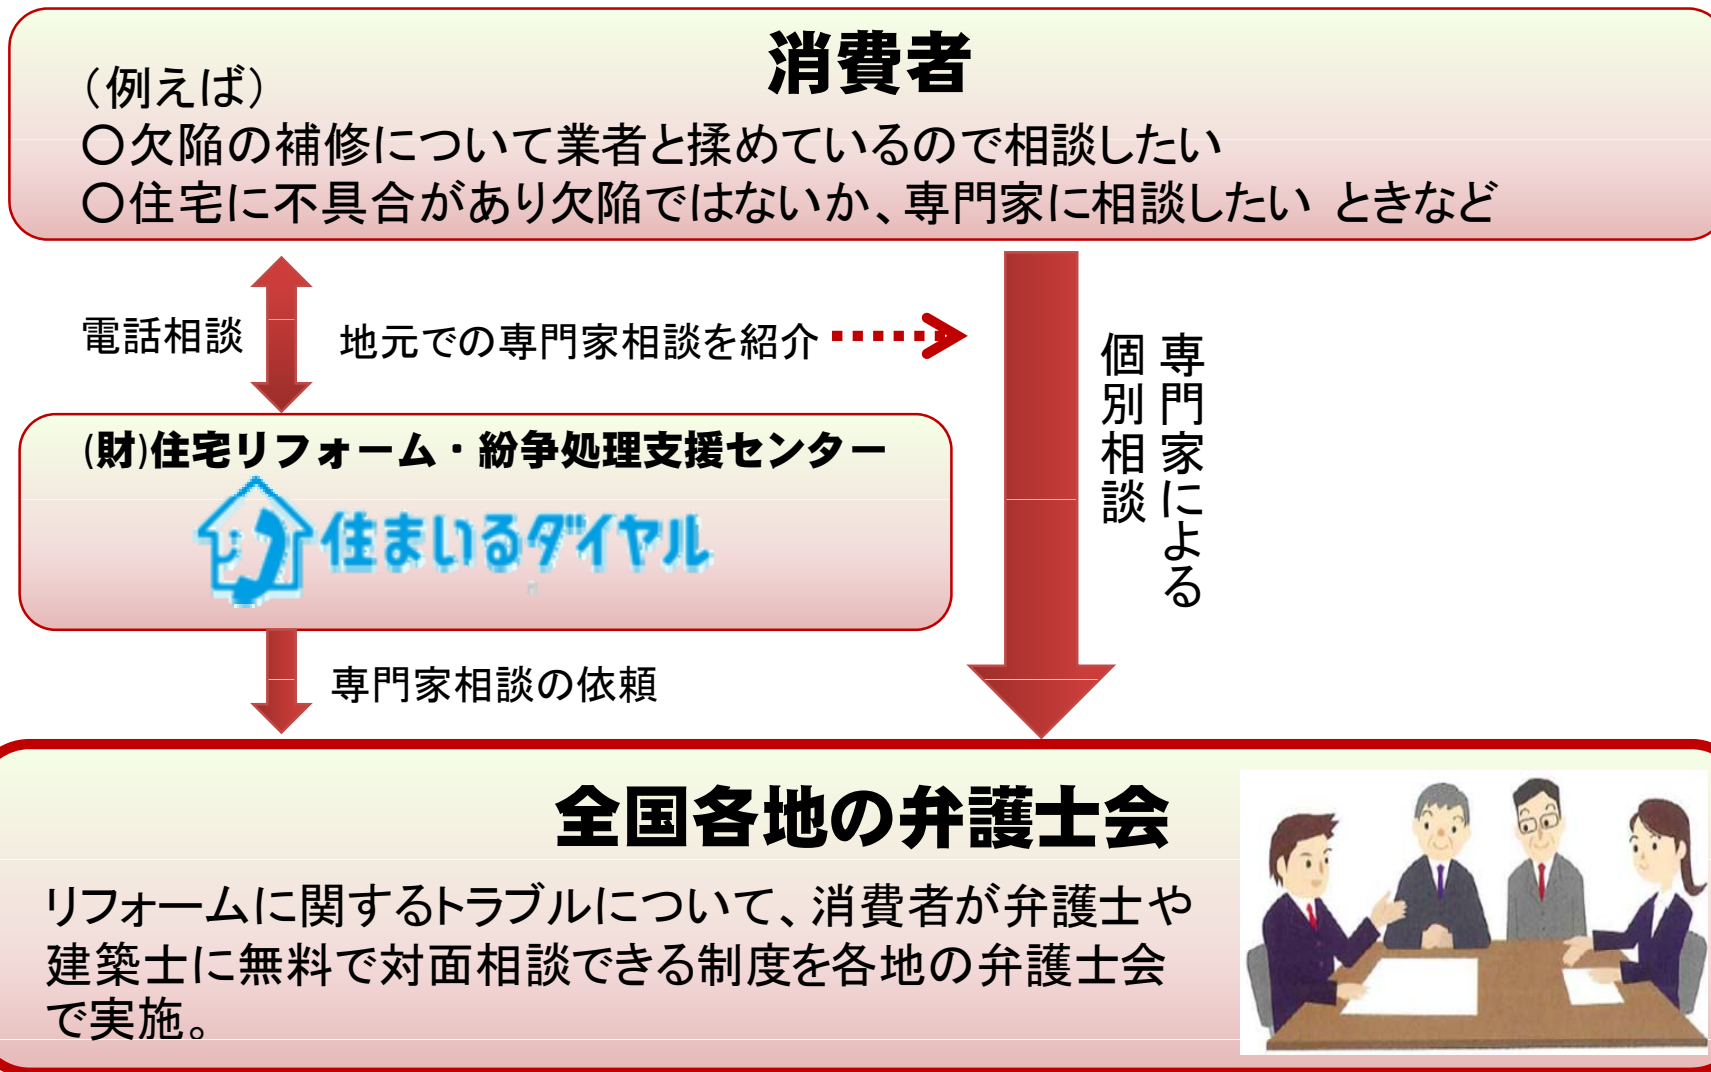 消費者
（例えば）
〇欠陥の補修について業者と揉めているので相談したい
〇住宅に不具合があり欠陥ではないか、専門家に相談したい ときなど
電話相談
地元での専門家相談を紹介
専門家による
個別相談
(財)住宅リフォーム・紛争処理支援センター
住まいるダイヤル
専門家相談の依頼
全国各地の弁護士会
リフォームに関するトラブルについて、消費者が弁護士や
建築士に無料で対面相談できる制度を各地の弁護士会
で実施。